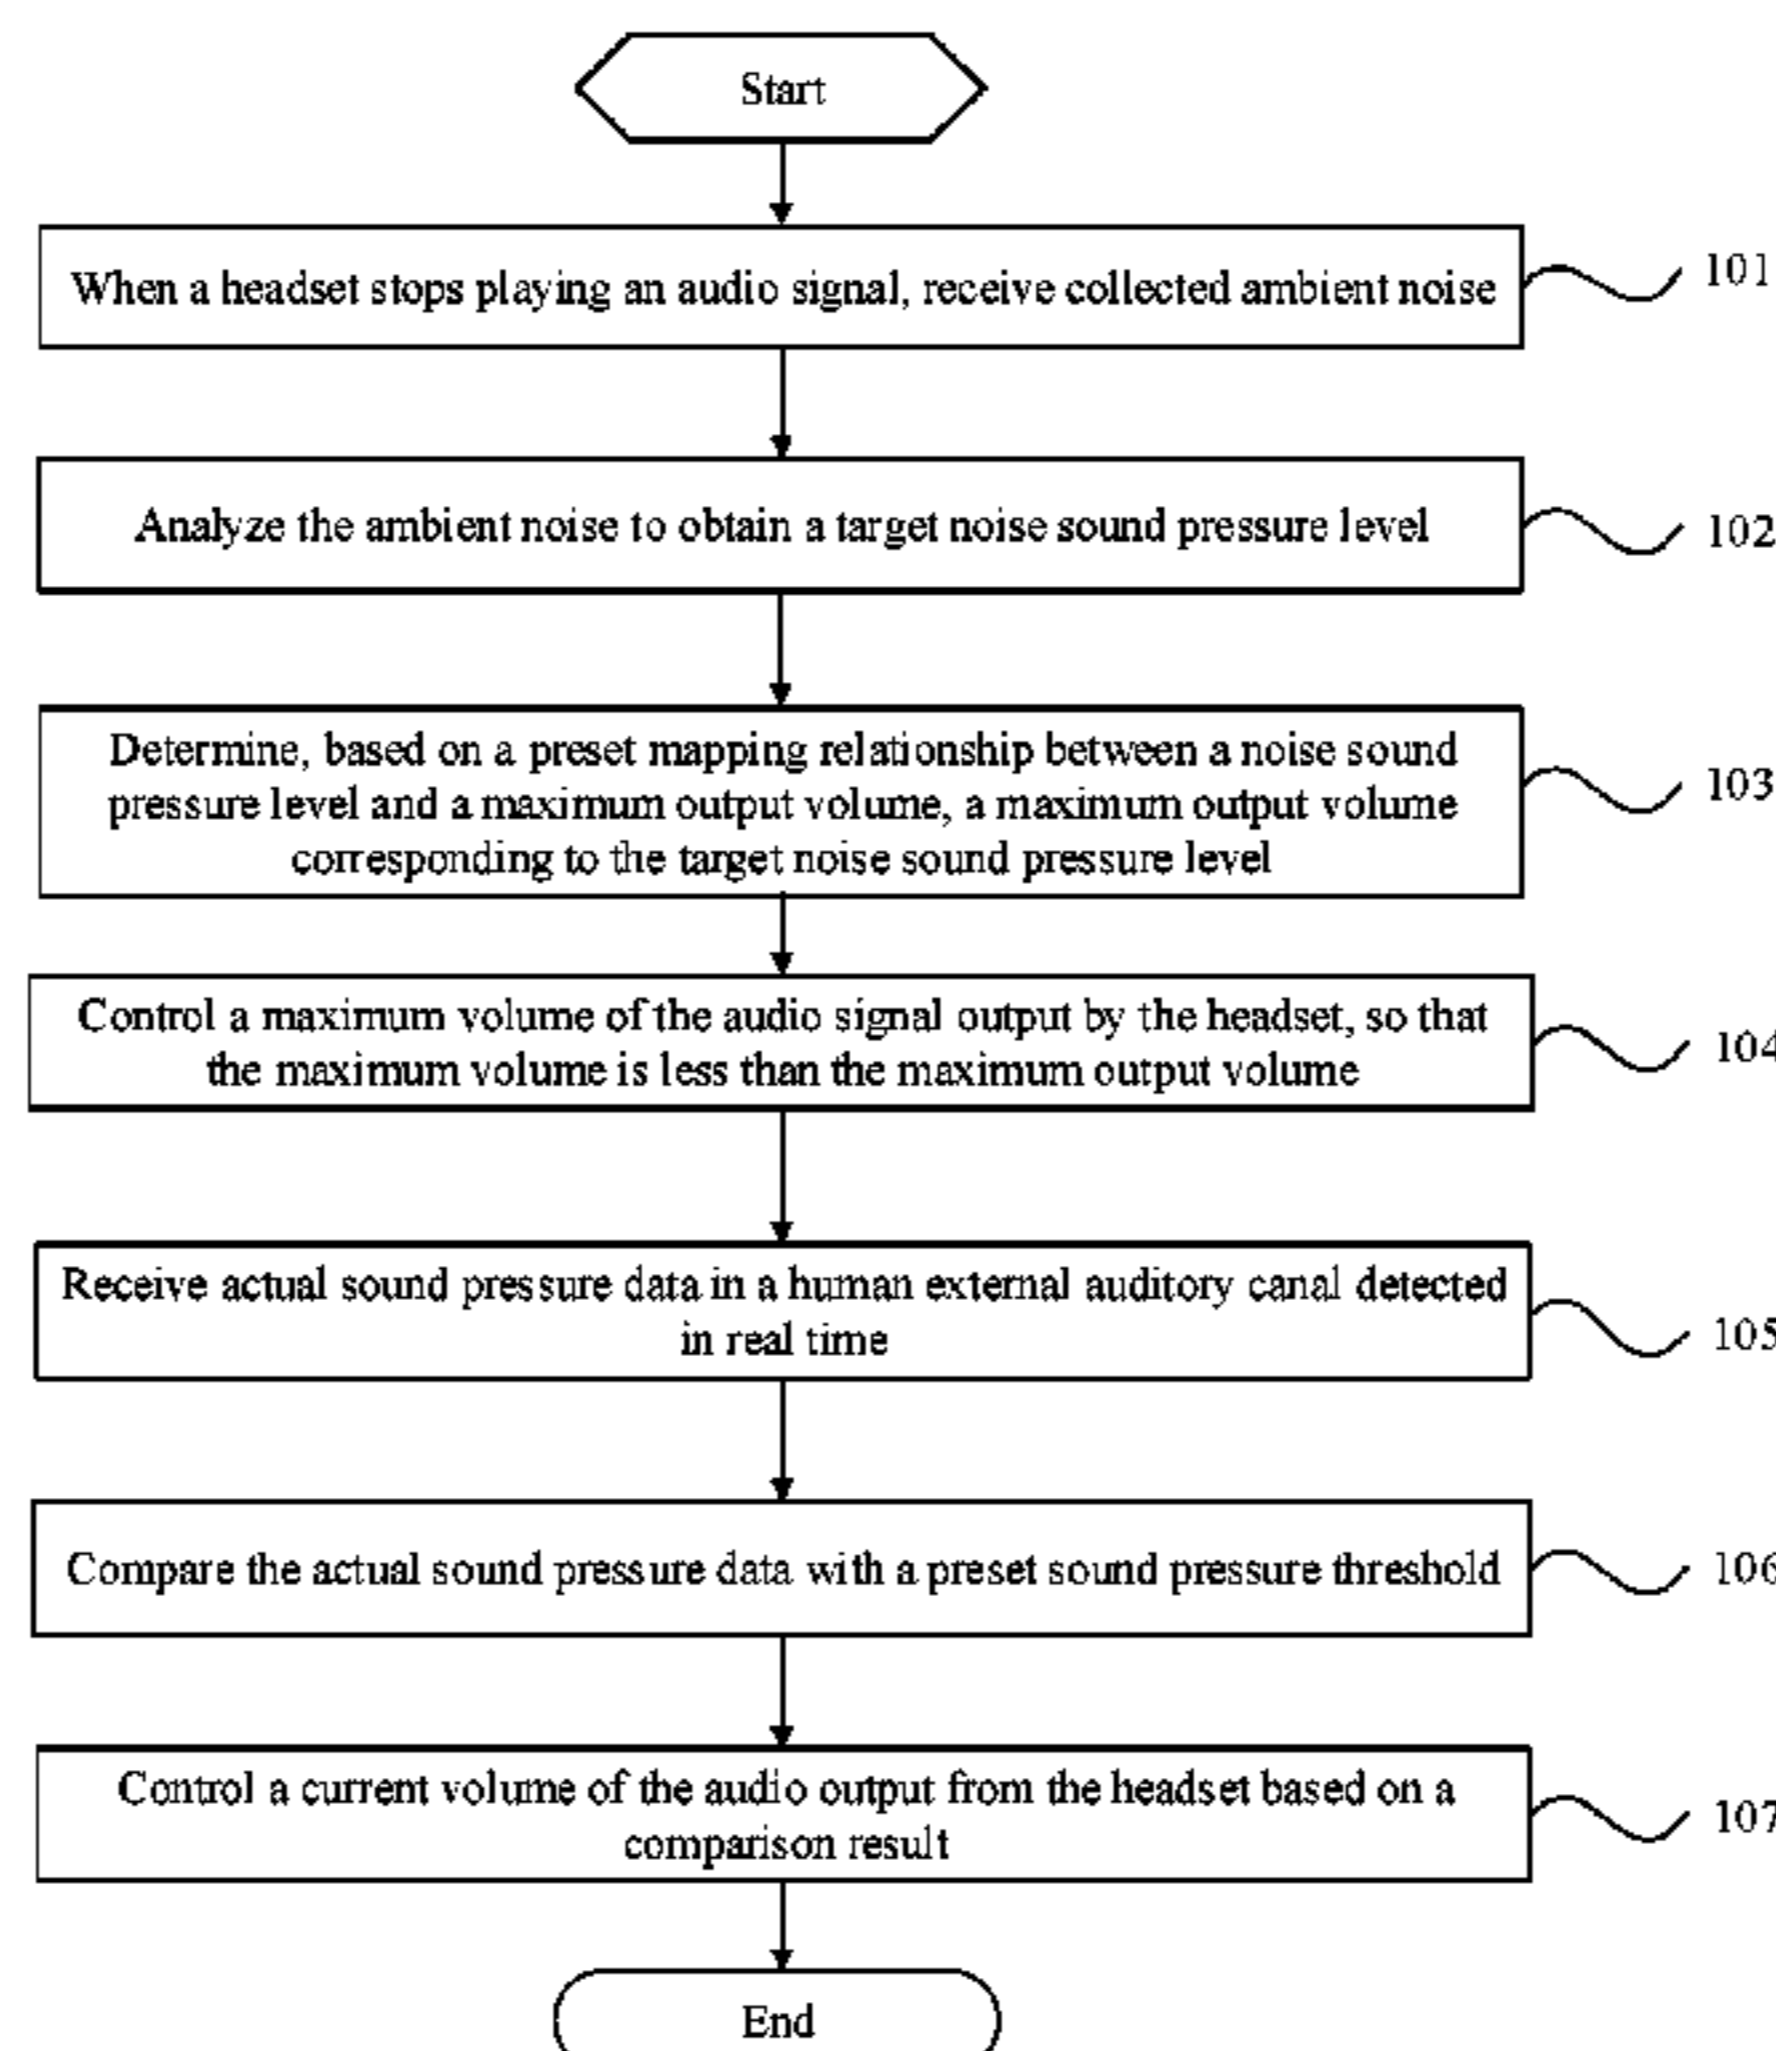 Start
When a headset stops playing an audio signal, receive collected ambient noise
101
Analyze the ambient noise to obtain a target noise sound pressure level
102
Determine, based on a preset mapping relationship between a noise sound
pressure level and a maximum output volume, a maximum output volume
corresponding to the target noise sound pressure level
103
Control a maximum volume of the audio signal output by the headset, so that
the maximum volume is less than the maximum output volume
104
Receive actual sound pressure data in a human external auditory canal detected
in real time
105
Compare the actual sound pressure data with a preset sound pressure threshold
106
Control a current volume of the audio output from the headset based on a
comparison result
107
End